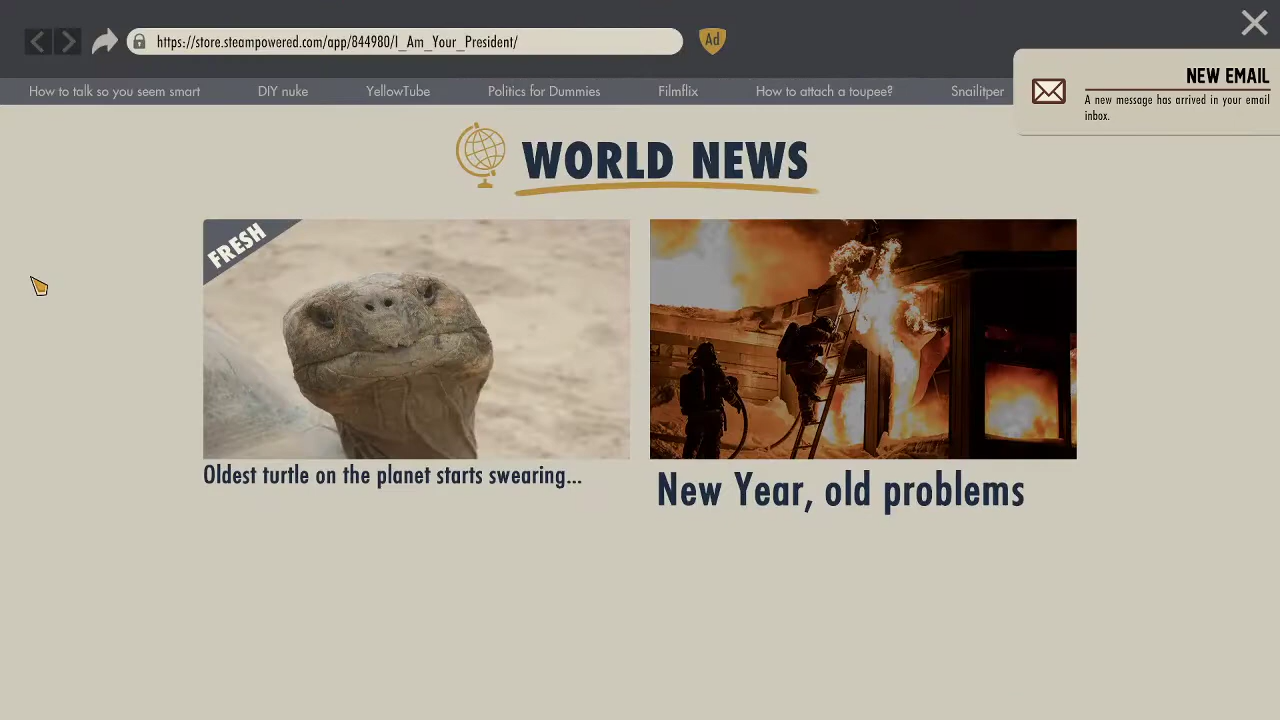 https://store.steampowered.com/app/844980/I_Am_Your_President/
Ad
How to talk so you seem smart
DIY nuke
YellowTube
Politics for Dummies
Filmflix
How to attach a toupee?
Snailitper
NEW EMAIL
A new message has arrived in your email
inbox.
WORLD NEWS
FRESH
Oldest turtle on the planet starts swearing...
New Year, old problems